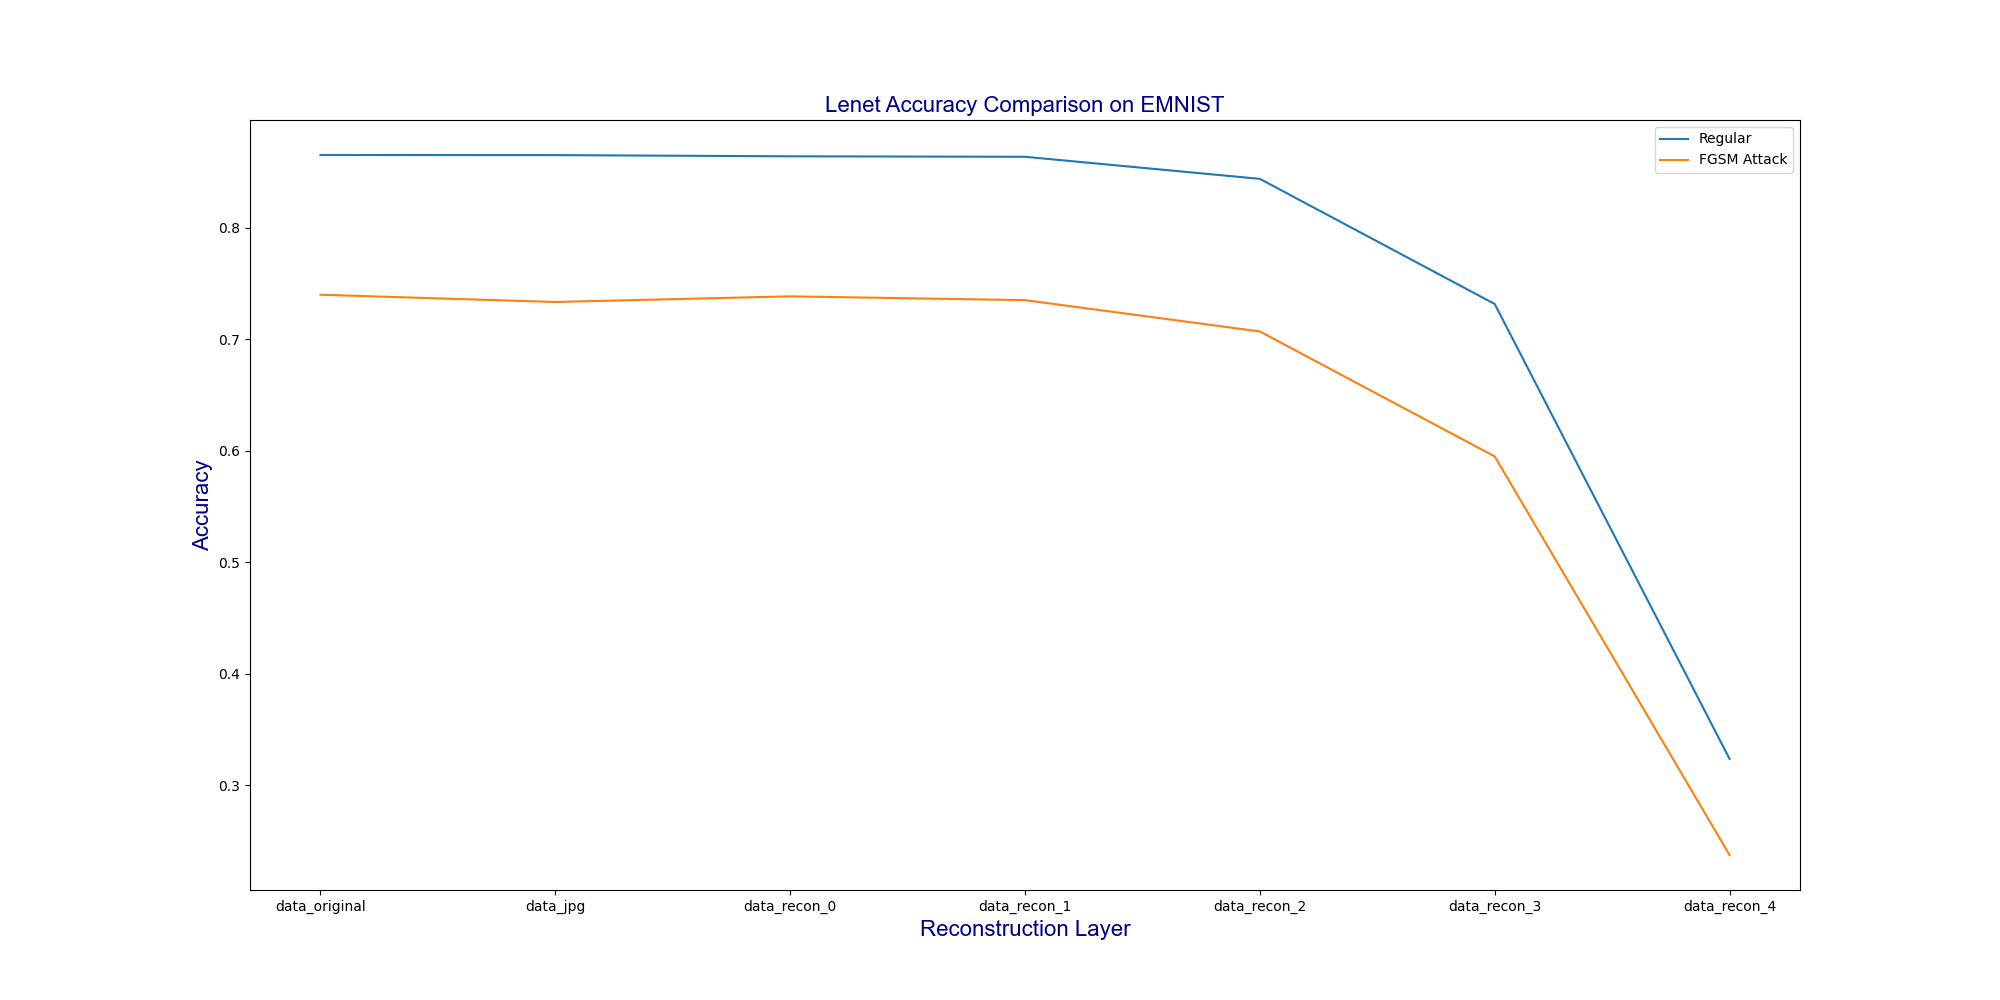 Lenet Accuracy Comparison on EMNIST
Regular
FGSM Attack
Accuracy
0.8
0.7
0.6
0.5
0.4
0.3
data_original data_jpg data_recon_0 data_recon_1 data_recon_2 data_recon_3 data_recon_4
Reconstruction Layer